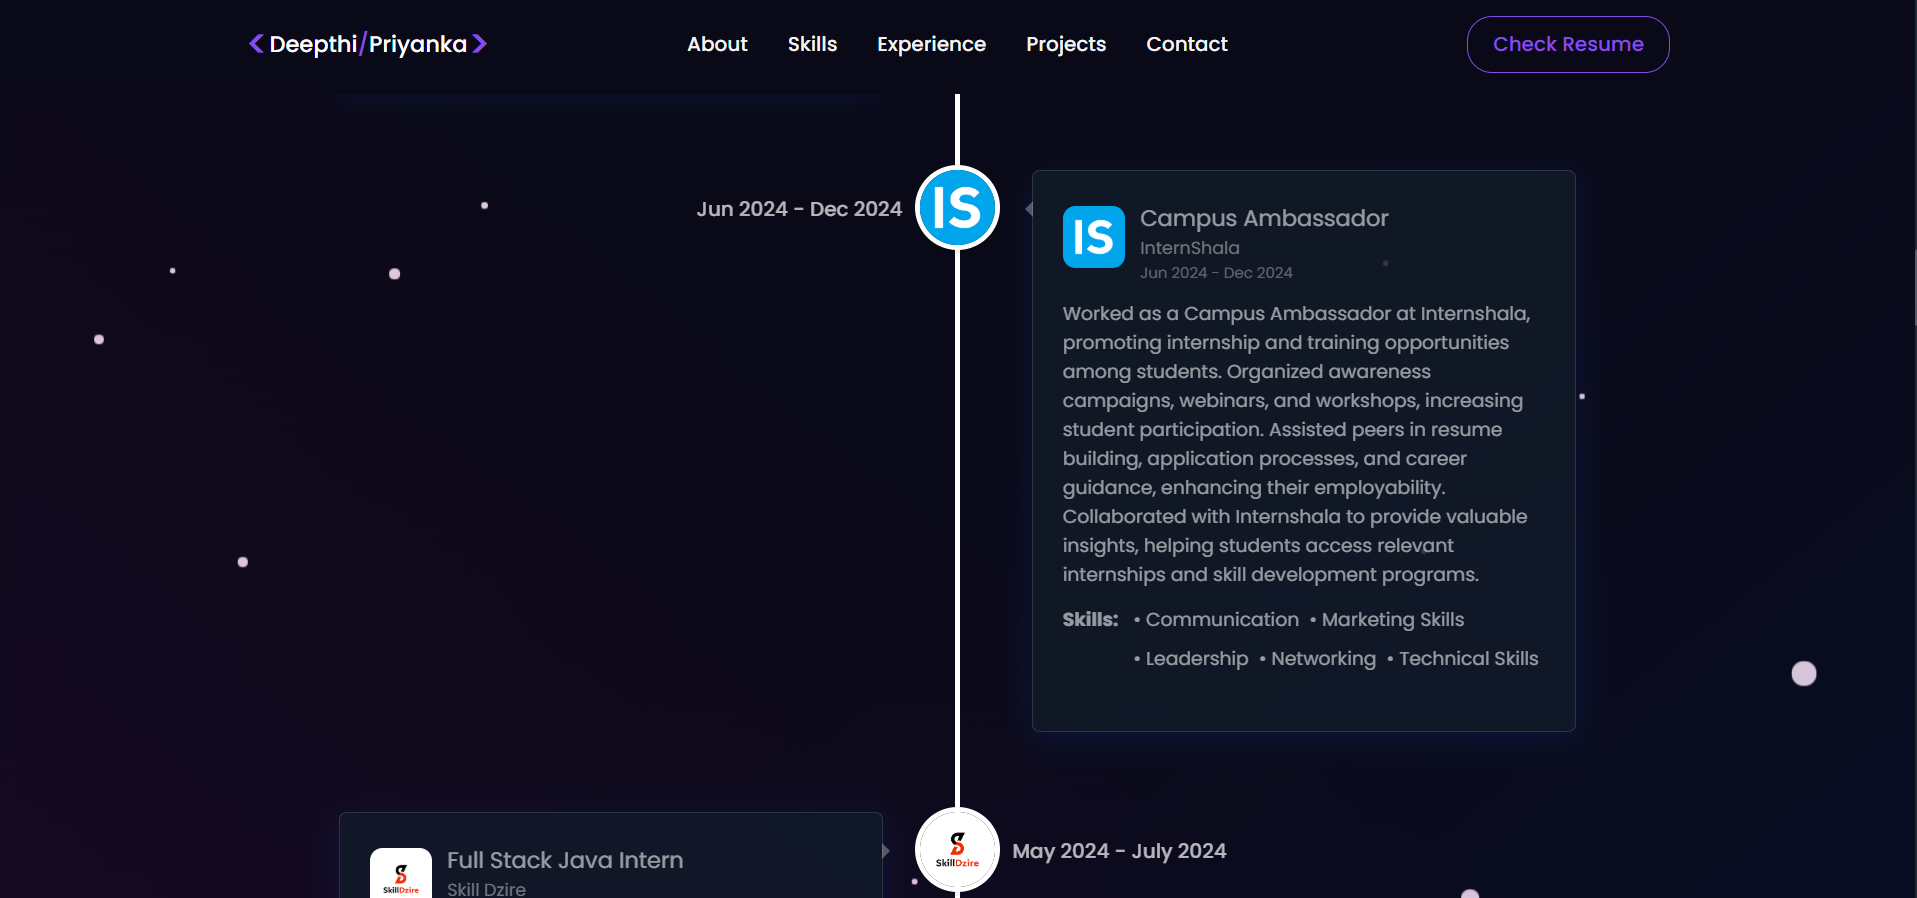 <Deepthi/Priyanka> About Skills Experience Projects Contact Check Resume
Jun 2024 - Dec 2024
IS
IS
Campus Ambassador
InternShala
Jun 2024 - Dec 2024
Worked as a Campus Ambassador at Internshala,
promoting internship and training opportunities
among students. Organized awareness
campaigns, webinars, and workshops, increasing
student participation. Assisted peers in resume
building, application processes, and career
guidance, enhancing their employability.
Collaborated with Internshala to provide valuable
insights, helping students access relevant
internships and skill development programs.
Skills: • Communication • Marketing Skills
• Leadership • Networking • Technical Skills
SkillDzire
Full Stack Java Intern
Skill Dzire
SkillDzire
May 2024 - July 2024